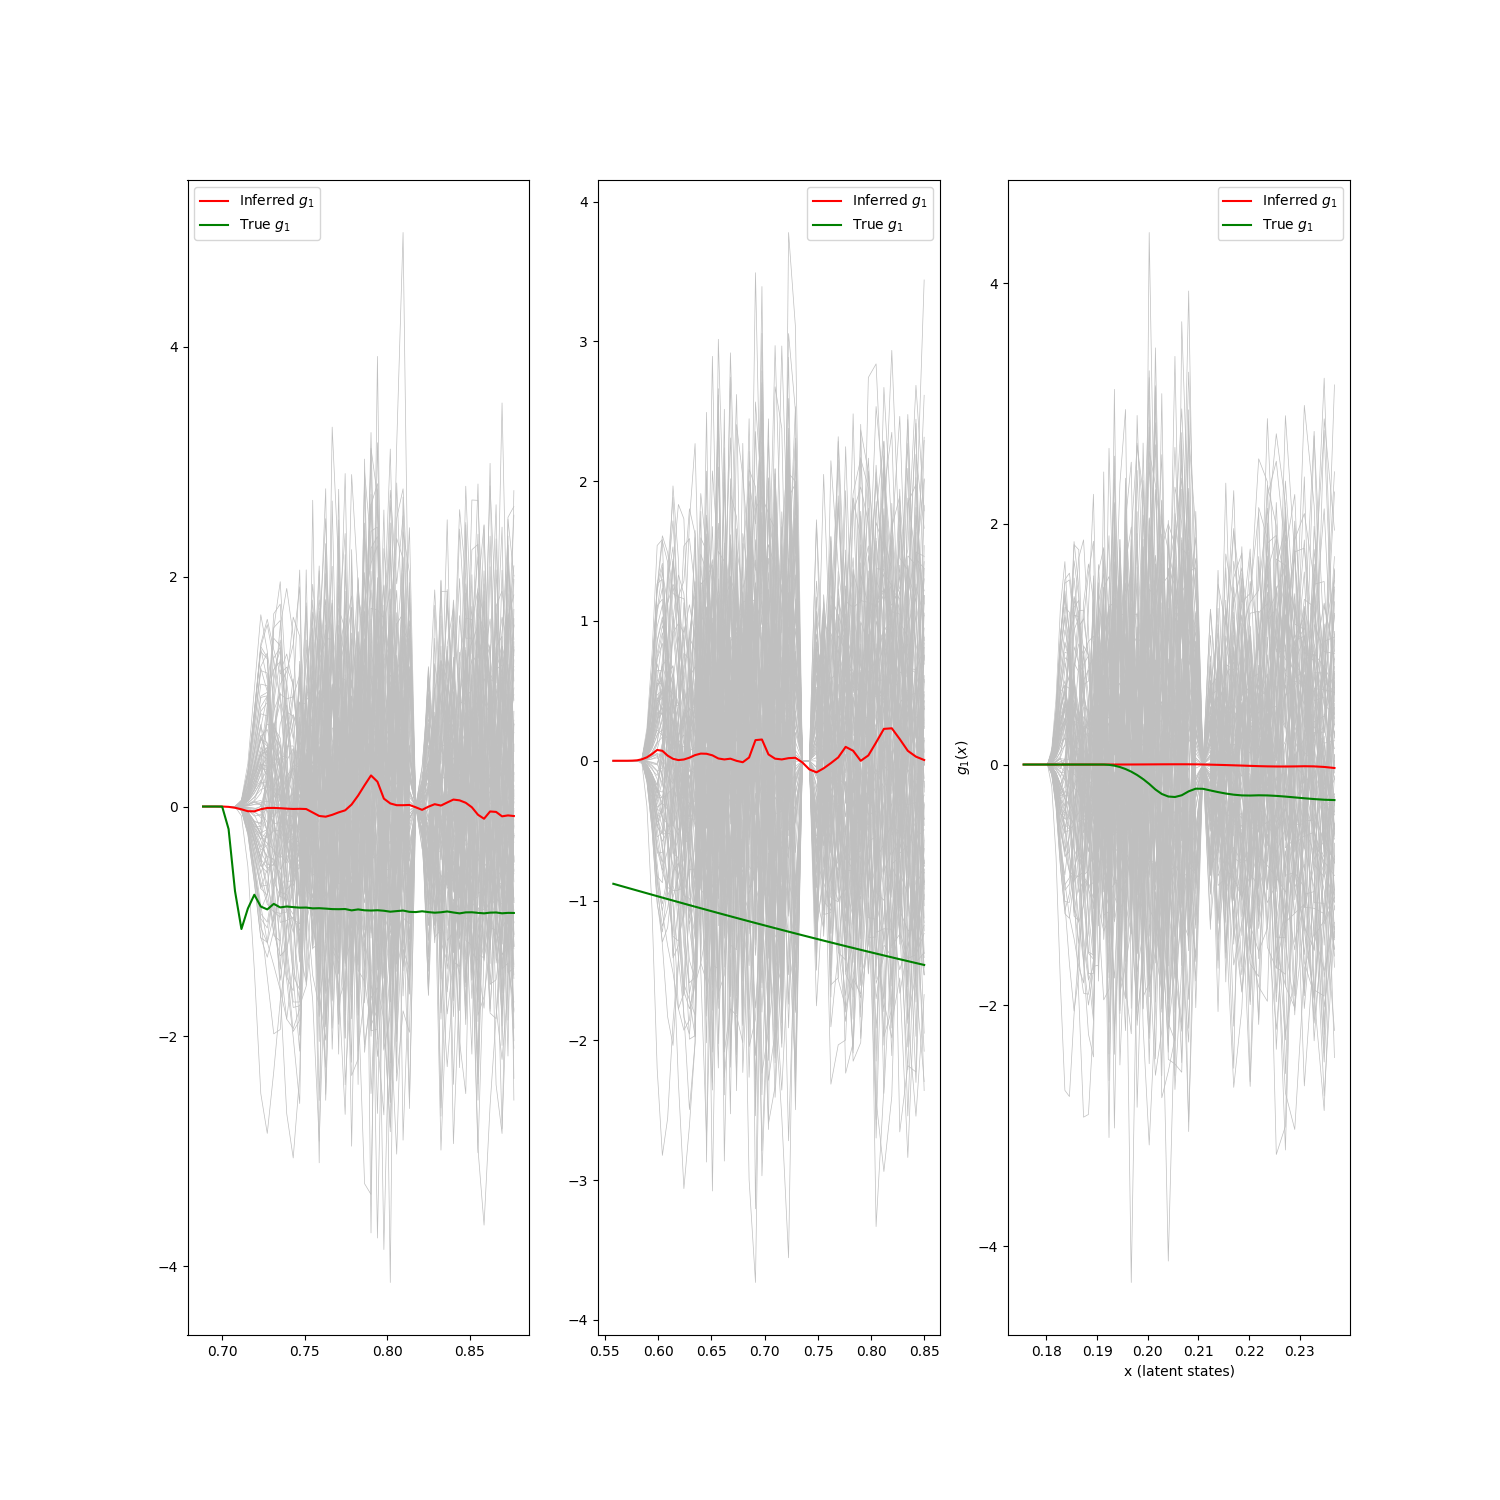 Inferred g₁
True g₁
4
2
0
−2
−4
0.70 0.75 0.80 0.85
Inferred g₁
True g₁
4
3
2
1
0
−1
−2
−3
−4
0.55 0.60 0.65 0.70 0.75 0.80 0.85
Inferred g₁
True g₁
g₁(x)
4
2
0
−2
−4
0.18 0.19 0.20 0.21 0.22 0.23
x (latent states)